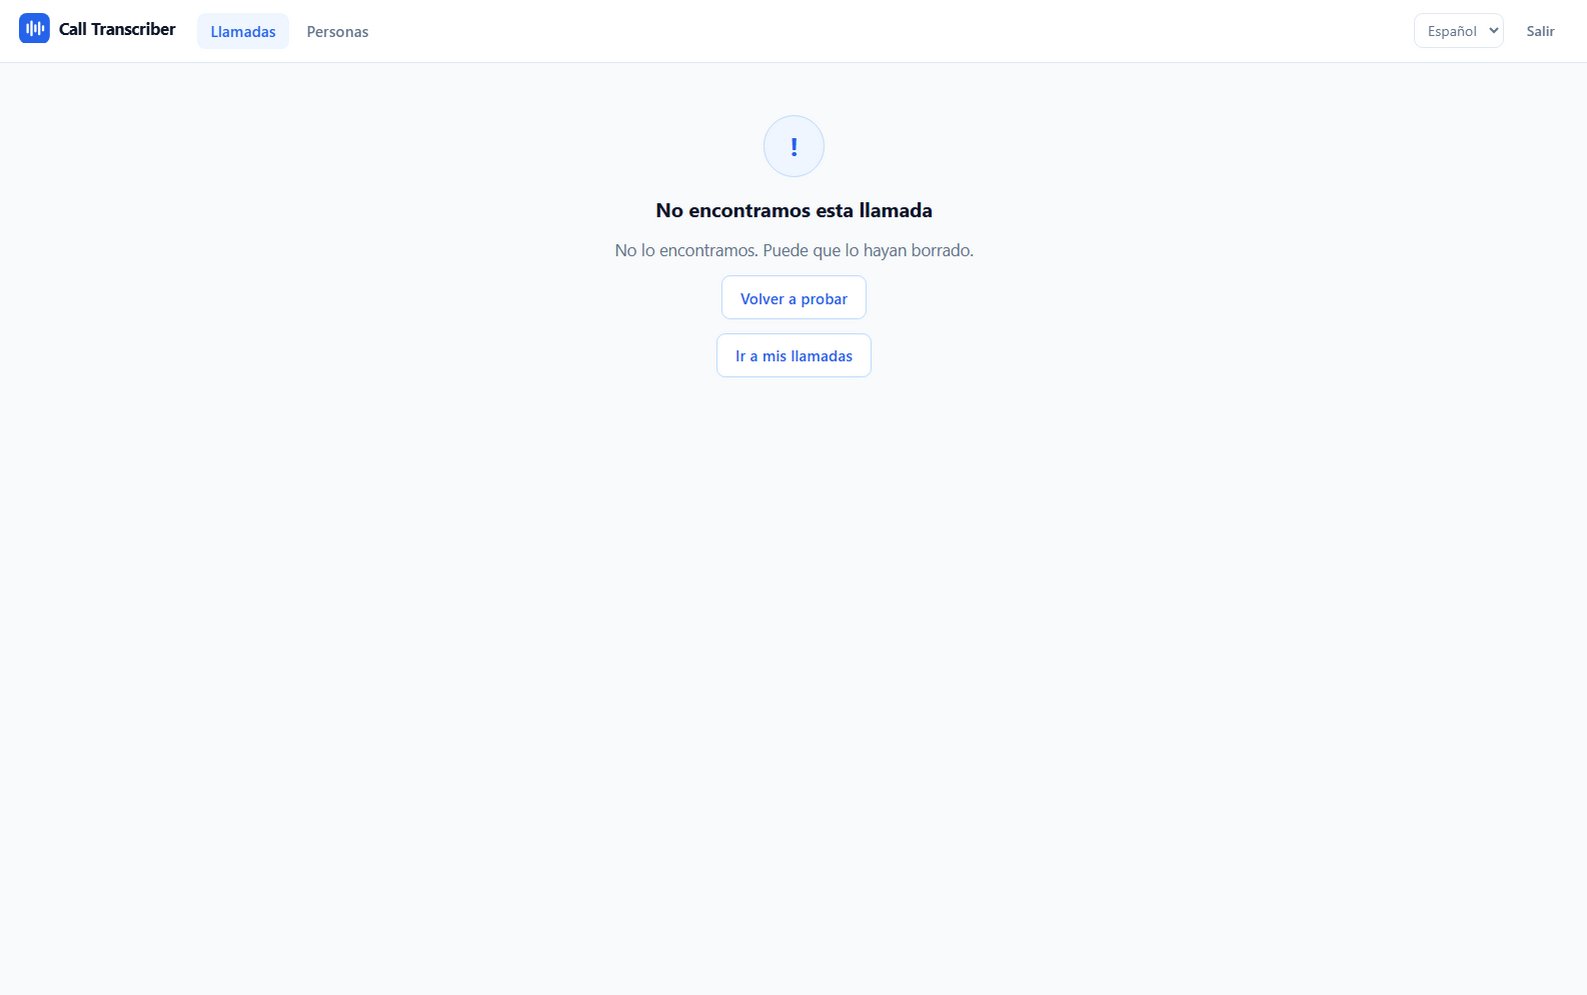 Call Transcriber
Llamadas
Personas
Español
Salir
!
No encontramos esta llamada
No lo encontramos. Puede que lo hayan borrado.
Volver a probar
Ir a mis llamadas